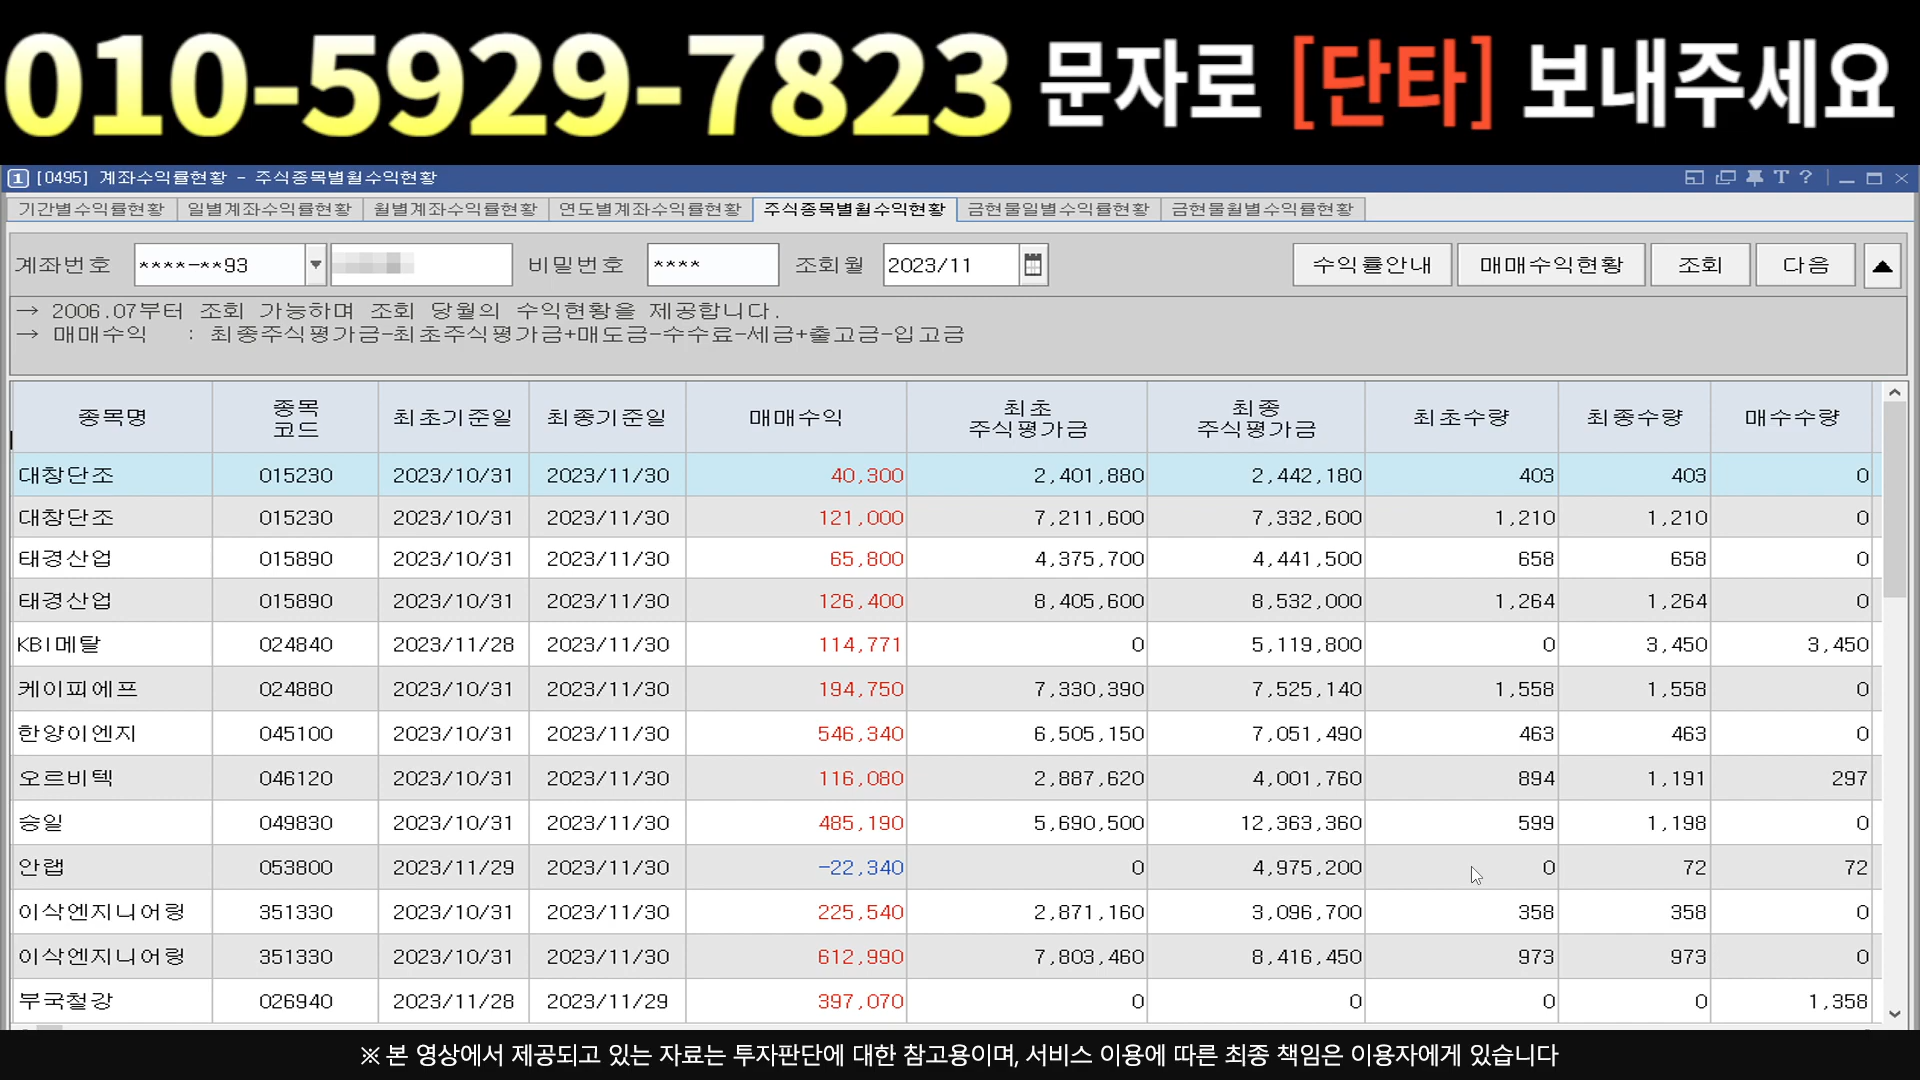 010-5929-7823 문자로 [단타] 보내주세요
1 [0495] 계좌수익률현황 - 주식종목별월수익현황
기간별수익률현황 일별계좌수익률현황 월별계좌수익률현황 연도별계좌수익률현황 주식종목별월수익현황 금현물일별수익률현황 금현물월별수익률현황
계좌번호 ****-**93 비밀번호 **** 조회월 2023/11 수익률안내 매매수익현황 조회 다음
→ 2006.07부터 조회 가능하며 조회 당월의 수익현황을 제공합니다.
→ 매매수익 : 최종주식평가금-최초주식평가금+매도금-수수료-세금+출고금-입고금
종목명 종목 코드 최초기준일 최종기준일 매매수익 최초 주식평가금 최종 주식평가금 최초수량 최종수량 매수수량
대창단조 015230 2023/10/31 2023/11/30 40,300 2,401,880 2,442,180 403 403 0
대창단조 015230 2023/10/31 2023/11/30 121,000 7,211,600 7,332,600 1,210 1,210 0
태경산업 015890 2023/10/31 2023/11/30 65,800 4,375,700 4,441,500 658 658 0
태경산업 015890 2023/10/31 2023/11/30 126,400 8,405,600 8,532,000 1,264 1,264 0
KBI메탈 024840 2023/11/28 2023/11/30 114,771 0 5,119,800 0 3,450 3,450
케이피에프 024880 2023/10/31 2023/11/30 194,750 7,330,390 7,525,140 1,558 1,558 0
한양이엔지 045100 2023/10/31 2023/11/30 546,340 6,505,150 7,051,490 463 463 0
오르비텍 046120 2023/10/31 2023/11/30 116,080 2,887,620 4,001,760 894 1,191 297
승일 049830 2023/10/31 2023/11/30 485,190 5,690,500 12,363,360 599 1,198 0
안랩 053800 2023/11/29 2023/11/30 -22,340 0 4,975,200 0 72 72
이삭엔지니어링 351330 2023/10/31 2023/11/30 225,540 2,871,160 3,096,700 358 358 0
이삭엔지니어링 351330 2023/10/31 2023/11/30 612,990 7,803,460 8,416,450 973 973 0
부국철강 026940 2023/11/28 2023/11/29 397,070 0 0 0 0 1,358
※ 본 영상에서 제공되고 있는 자료는 투자판단에 대한 참고용이며, 서비스 이용에 따른 최종 책임은 이용자에게 있습니다